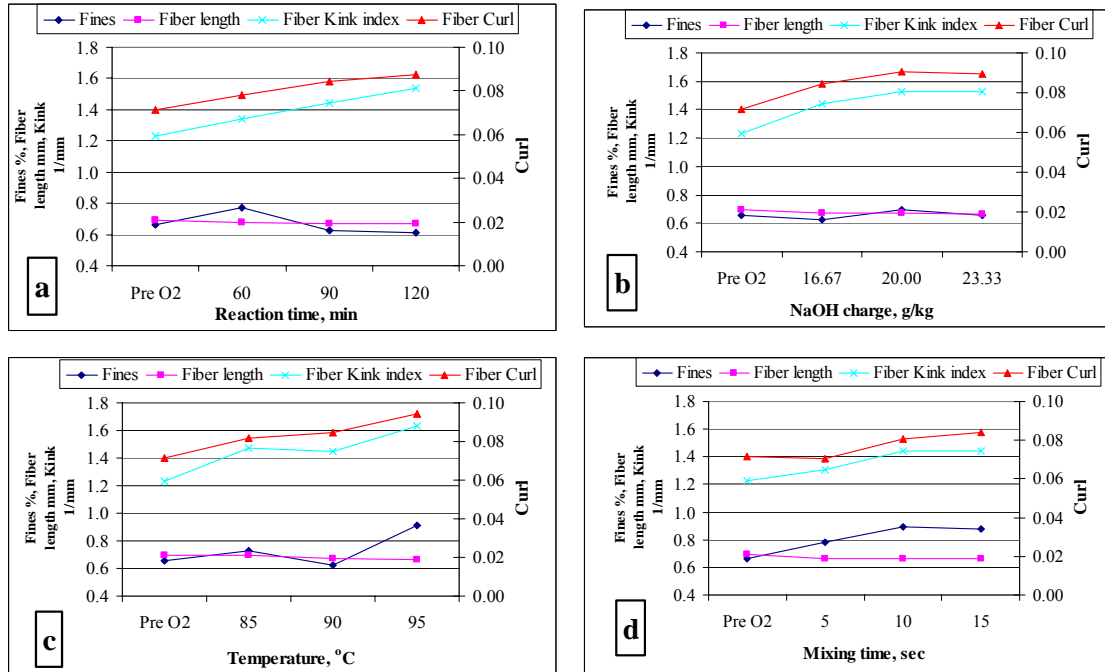 Fines Fiber length Fiber Kink index Fiber Curl
1.8
1.6
1.4
1.2
1.0
0.8
0.6
0.4
0.10
0.08
0.06
0.04
0.02
0.00
Fines %, Fiber
length mm, Kink
1/mm
Curl
Pre O2 60 90 120
Reaction time, min
a
Fines Fiber length Fiber Kink index Fiber Curl
1.8
1.6
1.4
1.2
1.0
0.8
0.6
0.4
0.10
0.08
0.06
0.04
0.02
0.00
Fines %, Fiber
length mm, Kink
1/mm
Curl
Pre O2 16.67 20.00 23.33
NaOH charge, g/kg
b
Fines Fiber length Fiber Kink index Fiber Curl
1.8
1.6
1.4
1.2
1.0
0.8
0.6
0.4
0.10
0.08
0.06
0.04
0.02
0.00
Fines %, Fiber
length mm, Kink
1/mm
Curl
Pre O2 85 90 95
Temperature, °C
c
Fines Fiber length Fiber Kink index Fiber Curl
1.8
1.6
1.4
1.2
1.0
0.8
0.6
0.4
0.10
0.08
0.06
0.04
0.02
0.00
Fines %, Fiber
length mm, Kink
1/mm
Curl
Pre O2 5 10 15
Mixing time, sec
d